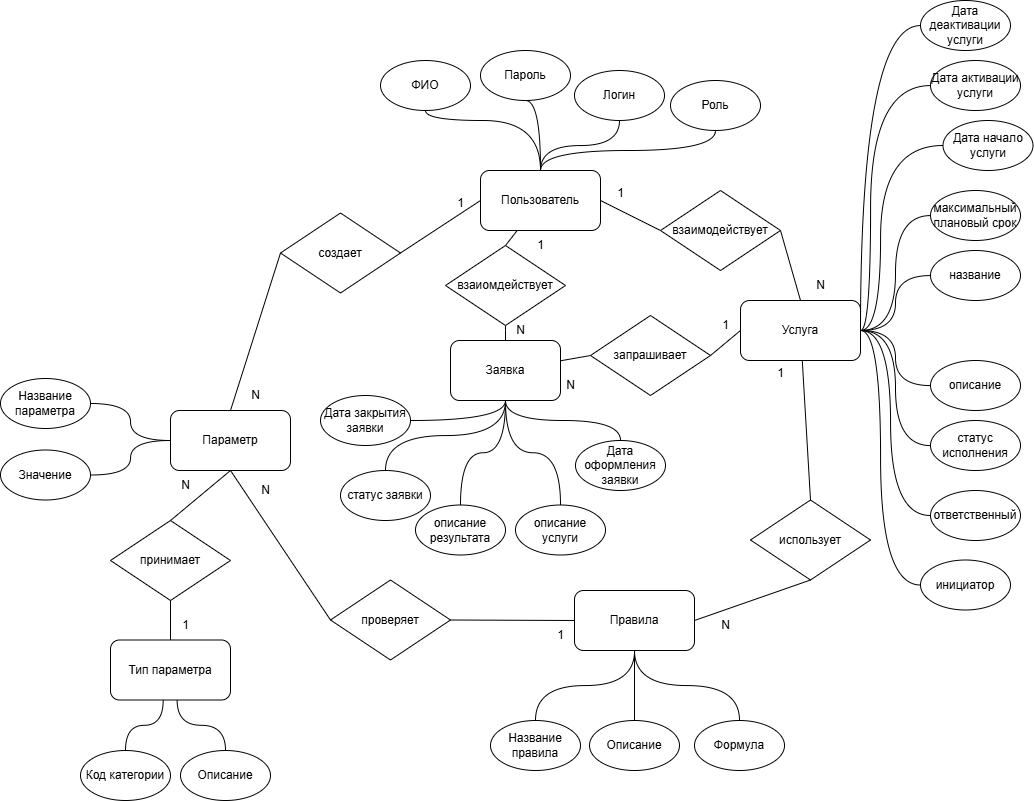 Дата
деактивации
услуги
ФИО
Пароль
Логин
Роль
Дата активации
услуги
Дата начало
услуги
Пользователь
1
1
1
создает
взаиомдействует
взаимодействует
максимальный
плановый срок
название
N
N
Услуга
1
1
запрашивает
Заявка
N
описание
Название
параметра
N
Параметр
Значение
N
N
Дата закрытия
заявки
статус заявки
описание
результата
описание
услуги
Дата
оформления
заявки
статус
исполнения
ответственный
инициатор
принимает
использует
1
проверяет
1
Правила
N
Тип параметра
Код категории
Описание
Название
правила
Описание
Формула